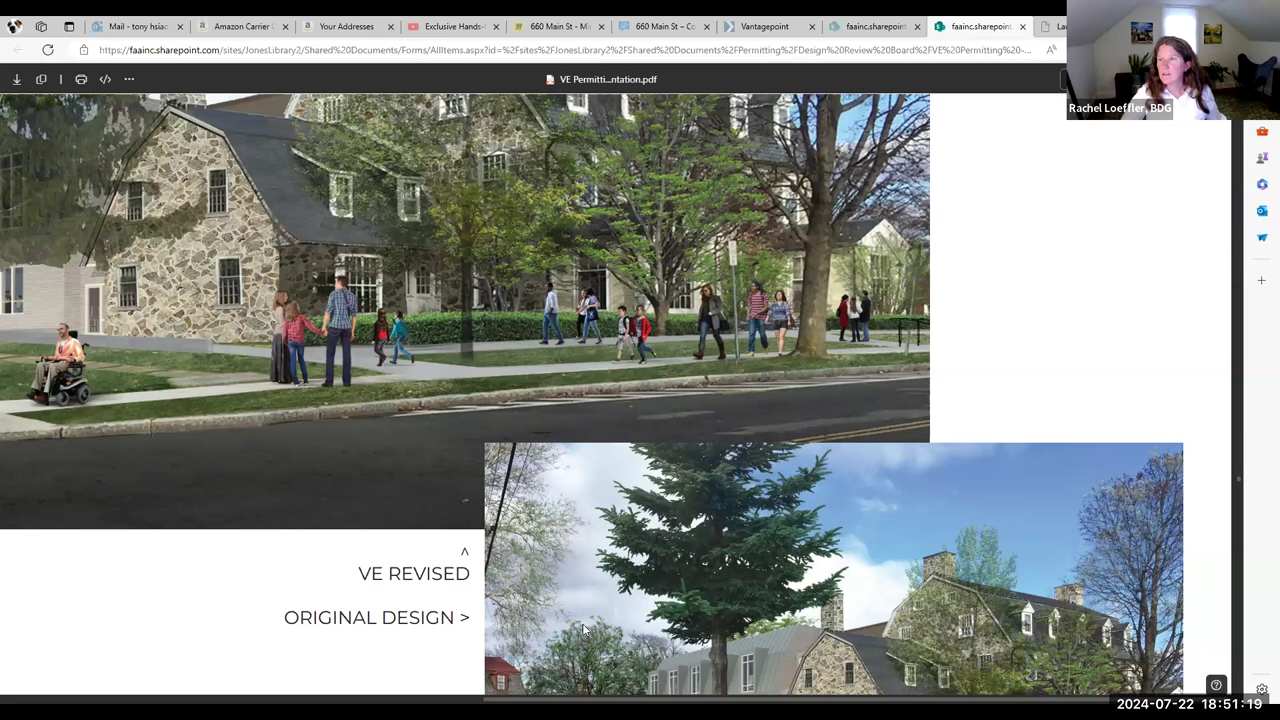 Mail - tony hsiao
Amazon Carrier C
Your Addresses
Exclusive Hands-
660 Main St - Mi
660 Main St – Co
Vantagepoint
faainc.sharepoint
faainc.sharepoint
https://faainc.sharepoint.com/sites/JonesLibrary2/Shared%20Documents/Forms/AllItems.aspx?id=%2Fsites%2FJonesLibrary2%2FShared%20Documents%2FPermitting%2FDesign%20Review%20Board%2FVE%20Permitting%20-...
VE Permitti...ntation.pdf
Rachel Loeffler, BDG
^
VE REVISED
ORIGINAL DESIGN >
2024-07-22 18:51:19